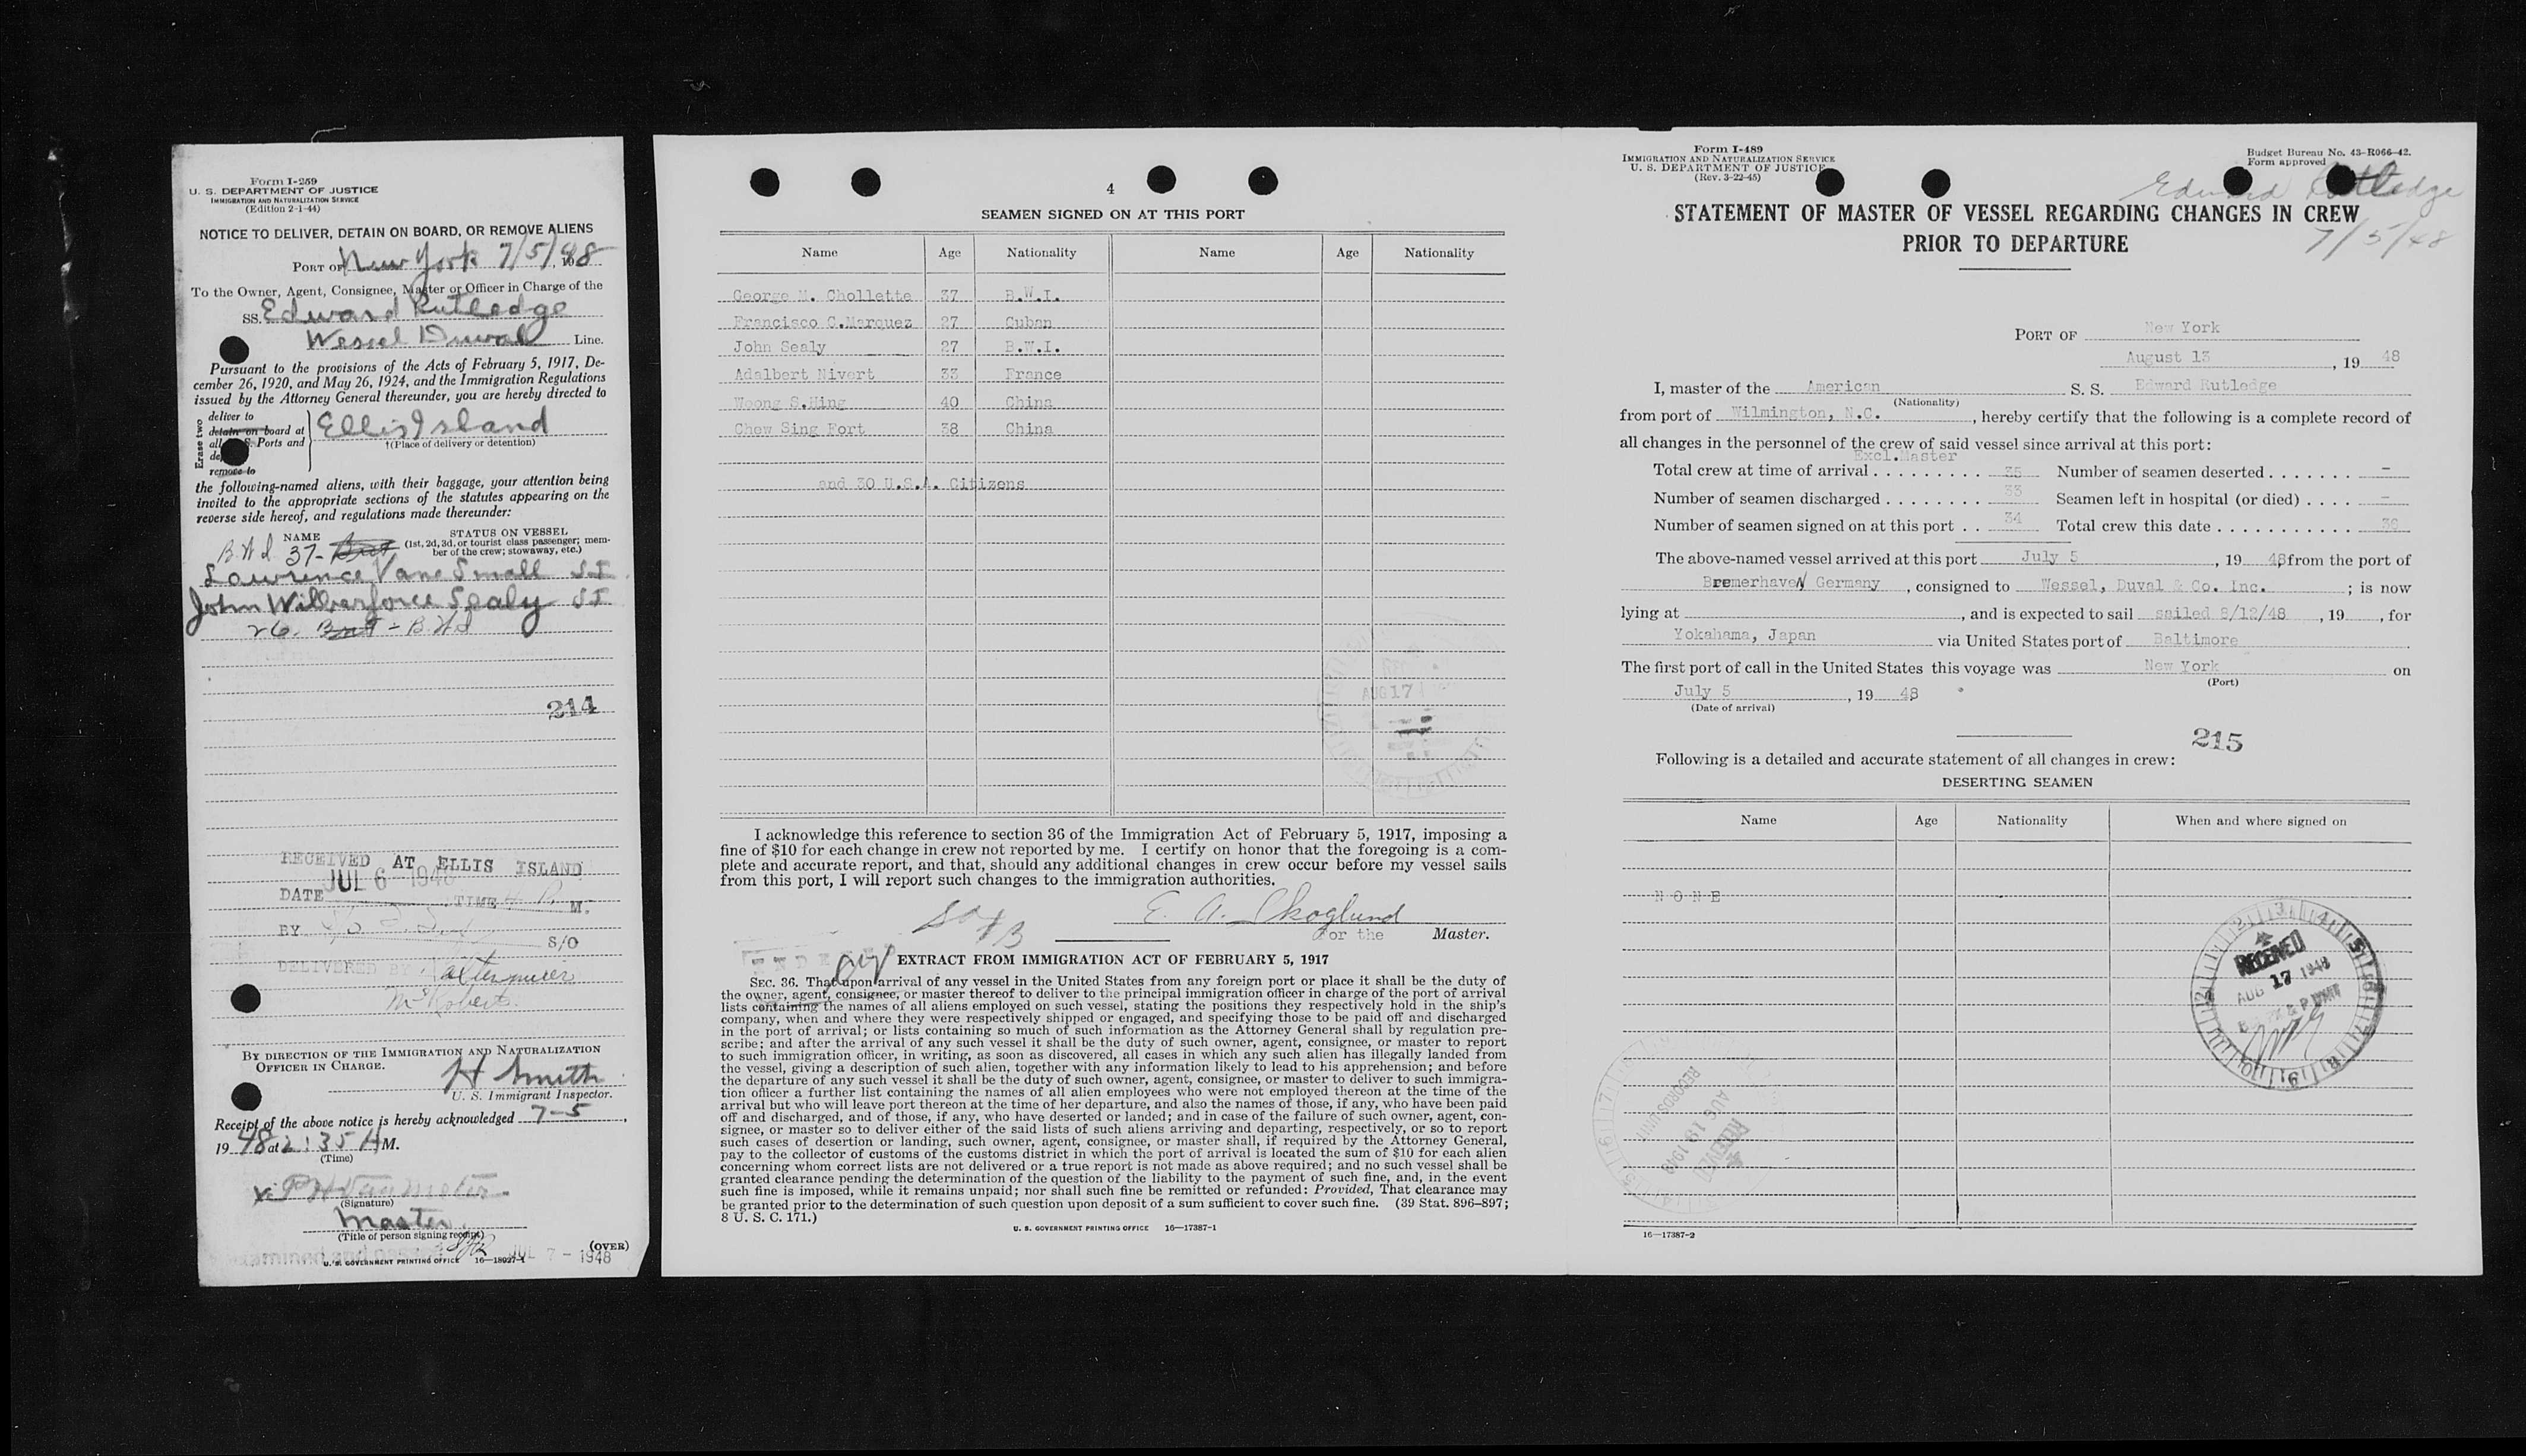 Form I-259
U. S. DEPARTMENT OF JUSTICE
IMMIGRATION AND NATURALIZATION SERVICE
(Edition 2-1-44)
NOTICE TO DELIVER, DETAIN ON BOARD, OR REMOVE ALIENS
PORT OF New York 7/5/48
To the Owner, Agent, Consignee, Master or Officer in Charge of the
SS. Edward Rutledge
Wessel Duval Line.
Pursuant to the provisions of the Acts of February 5, 1917, De-
cember 26, 1920, and May 26, 1924, and the Immigration Regulations
issued by the Attorney General thereunder, you are hereby directed to
Erase two
deliver to
detain on board at
all Ports and
remove to
Ellis Island
†(Place of delivery or detention)
the following-named aliens, with their baggage, your attention being
invited to the appropriate sections of the statutes appearing on the
reverse side hereof, and regulations made thereunder:
NAME
STATUS ON VESSEL
(1st, 2d, 3d, or tourist class passenger; mem-
ber of the crew; stowaway, etc.)
B.W.I. 37- Brit
Lawrence Vane Small S.I.
John Wilberforce Sealy S.I.
26. Brit - B.W.I.
214
RECEIVED AT ELLIS ISLAND
DATE JUL 6 1948 TIME M.
BY S/O
DELIVERED BY
McRoberts
BY DIRECTION OF THE IMMIGRATION AND NATURALIZATION
OFFICER IN CHARGE.
H Smith
U. S. Immigrant Inspector.
Receipt of the above notice is hereby acknowledged 7-5,
1948 at 2:35 A M.
(Time)
(Signature)
Master
(Title of person signing receipt)
(OVER)
JUL 7 - 1948
U. S. GOVERNMENT PRINTING OFFICE 16—18027-1
4
SEAMEN SIGNED ON AT THIS PORT
Name Age Nationality Name Age Nationality
George M. Chollette 37 B.W.I.
Francisco C.Marquez 27 Cuban
John Sealy 27 B.W.I.
Adalbert Nivert 33 France
Woong S.Hing 40 China
Chew Sing Fort 38 China
and 30 U.S.A. Citizens
AUG 17
I acknowledge this reference to section 36 of the Immigration Act of February 5, 1917, imposing a
fine of $10 for each change in crew not reported by me. I certify on honor that the foregoing is a com-
plete and accurate report, and that, should any additional changes in crew occur before my vessel sails
from this port, I will report such changes to the immigration authorities.
E. A. Skoglund
For the Master.
EXTRACT FROM IMMIGRATION ACT OF FEBRUARY 5, 1917
SEC. 36. That upon arrival of any vessel in the United States from any foreign port or place it shall be the duty of
the owner, agent, consignee, or master thereof to deliver to the principal immigration officer in charge of the port of arrival
lists containing the names of all aliens employed on such vessel, stating the positions they respectively hold in the ship's
company, when and where they were respectively shipped or engaged, and specifying those to be paid off and discharged
in the port of arrival; or lists containing so much of such information as the Attorney General shall by regulation pre-
scribe; and after the arrival of any such vessel it shall be the duty of such owner, agent, consignee, or master to report
to such immigration officer, in writing, as soon as discovered, all cases in which any such alien has illegally landed from
the vessel, giving a description of such alien, together with any information likely to lead to his apprehension; and before
the departure of any such vessel it shall be the duty of such owner, agent, consignee, or master to deliver to such immigra-
tion officer a further list containing the names of all alien employees who were not employed thereon at the time of the
arrival but who will leave port thereon at the time of her departure, and also the names of those, if any, who have been paid
off and discharged, and of those, if any, who have deserted or landed; and in case of the failure of such owner, agent, con-
signee, or master so to deliver either of the said lists of such aliens arriving and departing, respectively, or so to report
such cases of desertion or landing, such owner, agent, consignee, or master shall, if required by the Attorney General,
pay to the collector of customs of the customs district in which the port of arrival is located the sum of $10 for each alien
concerning whom correct lists are not delivered or a true report is not made as above required; and no such vessel shall be
granted clearance pending the determination of the question of the liability to the payment of such fine, and, in the event
such fine is imposed, while it remains unpaid; nor shall such fine be remitted or refunded: Provided, That clearance may
be granted prior to the determination of such question upon deposit of a sum sufficient to cover such fine. (39 Stat. 896–897;
8 U. S. C. 171.)
U. S. GOVERNMENT PRINTING OFFICE 16—17387-1
Form I-489
IMMIGRATION AND NATURALIZATION SERVICE
U. S. DEPARTMENT OF JUSTICE
(Rev. 3-22-45)
Budget Bureau No. 43-R066-42.
Form approved
Edward Rutledge
7/5/48
STATEMENT OF MASTER OF VESSEL REGARDING CHANGES IN CREW
PRIOR TO DEPARTURE
PORT OF New York
August 13, 19 48
I, master of the American S. S. Edward Rutledge
(Nationality)
from port of Wilmington, N.C., hereby certify that the following is a complete record of
all changes in the personnel of the crew of said vessel since arrival at this port:
Excl.Master
Total crew at time of arrival 35 Number of seamen deserted –
Number of seamen discharged 33 Seamen left in hospital (or died) –
Number of seamen signed on at this port 34 Total crew this date 39
The above-named vessel arrived at this port July 5, 19 48 from the port of
Bremerhaven Germany, consigned to Wessel, Duval & Co. Inc.; is now
lying at , and is expected to sail sailed 8/12/48, 19 , for
Yokahama, Japan via United States port of Baltimore
The first port of call in the United States this voyage was New York on
(Port)
July 5, 19 48
(Date of arrival)
215
Following is a detailed and accurate statement of all changes in crew:
DESERTING SEAMEN
Name Age Nationality When and where signed on
N O N E
RECEIVED
AUG 17 1948
RECEIVED
AUG 19 1948
RECORDS UNIT
16—17387-2